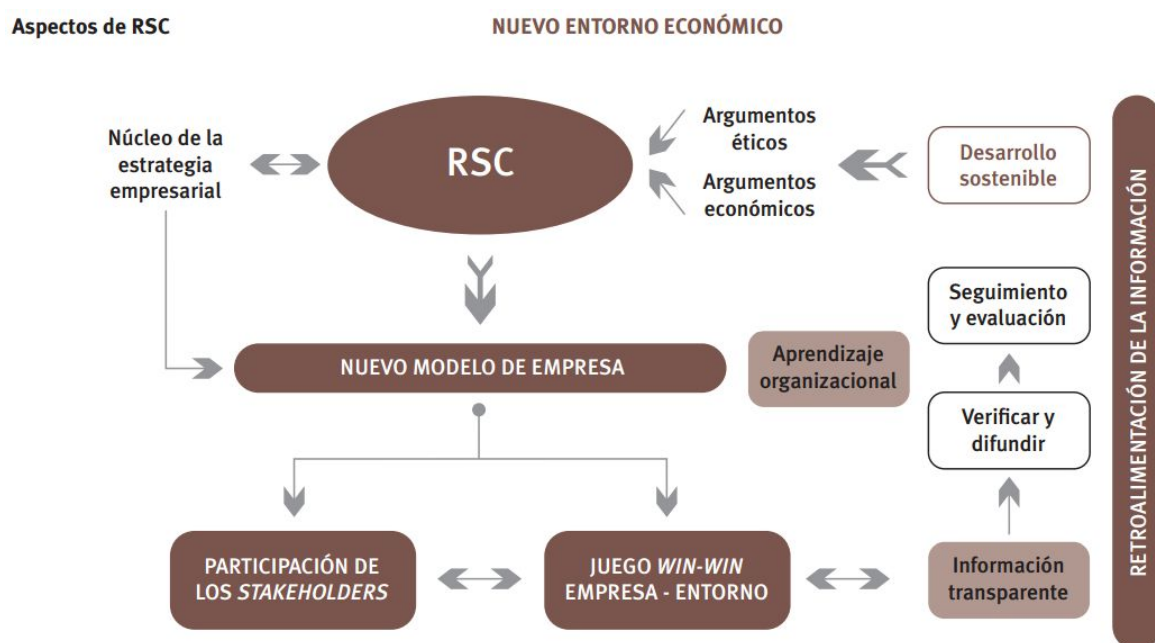 Aspectos de RSC
NUEVO ENTORNO ECONÓMICO
Núcleo de la
estrategia
empresarial
RSC
Argumentos
éticos
Argumentos
económicos
Desarrollo
sostenible
Seguimiento
y evaluación
NUEVO MODELO DE EMPRESA
Aprendizaje
organizacional
Verificar y
difundir
PARTICIPACIÓN DE
LOS STAKEHOLDERS
JUEGO WIN-WIN
EMPRESA - ENTORNO
Información
transparente
RETROALIMENTACIÓN DE LA INFORMACIÓN